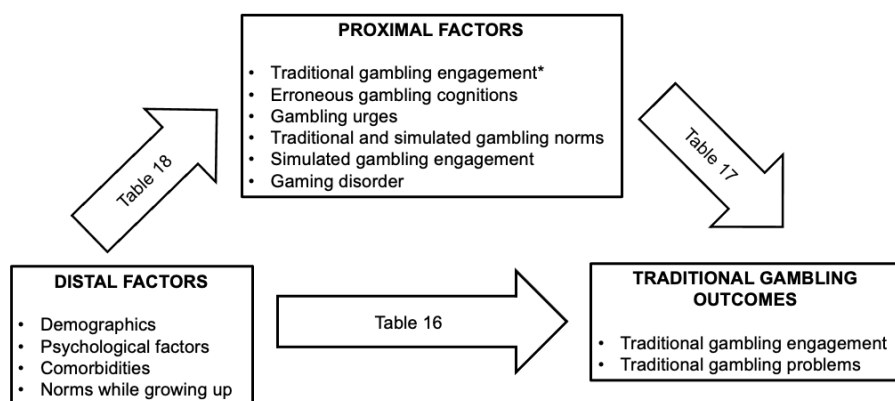 PROXIMAL FACTORS
• Traditional gambling engagement*
• Erroneous gambling cognitions
• Gambling urges
• Traditional and simulated gambling norms
• Simulated gambling engagement
• Gaming disorder
Table 18
Table 17
DISTAL FACTORS
• Demographics
• Psychological factors
• Comorbidities
• Norms while growing up
Table 16
TRADITIONAL GAMBLING
OUTCOMES
• Traditional gambling engagement
• Traditional gambling problems